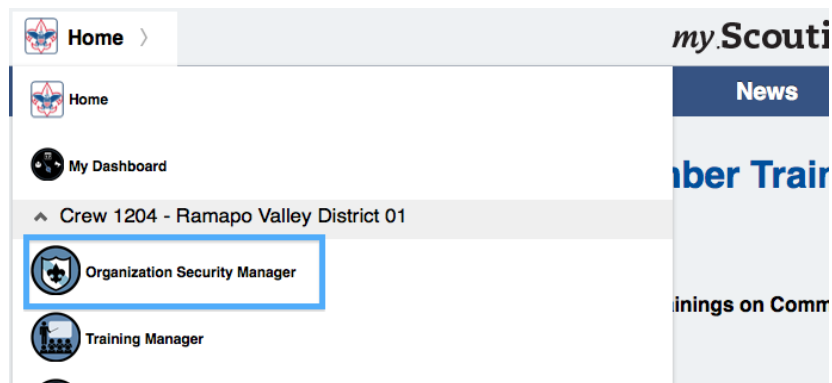 Home
my.Scouti
Home
News
My Dashboard
ber Train
Crew 1204 - Ramapo Valley District 01
Organization Security Manager
inings on Comm
Training Manager